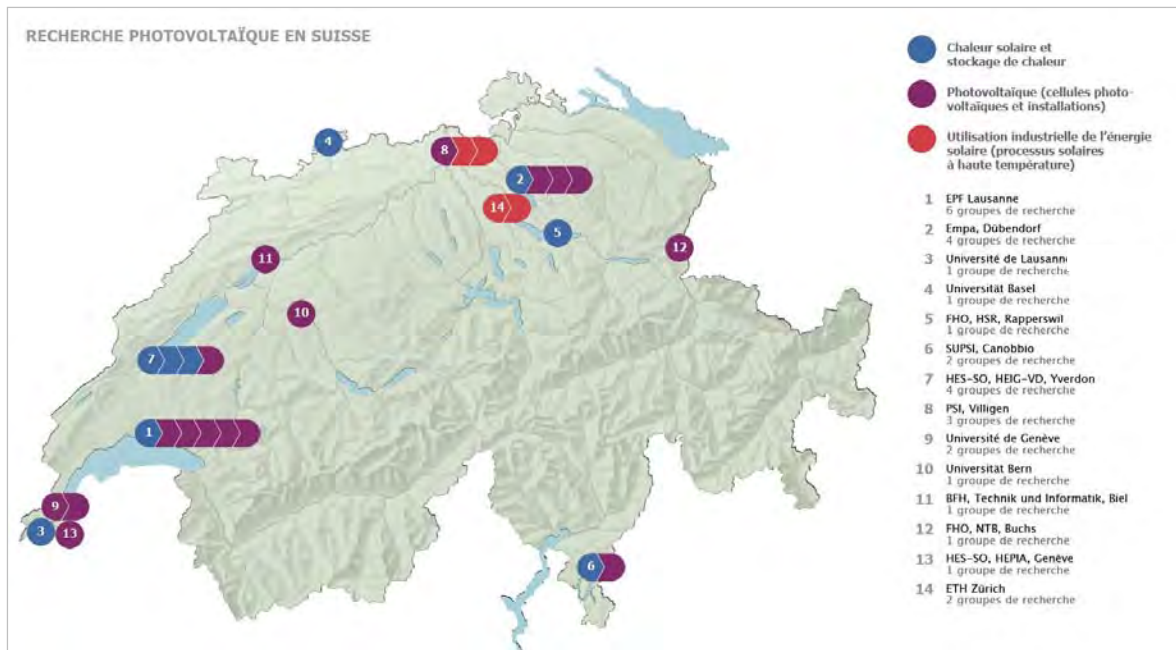 RECHERCHE PHOTOVOLTAÏQUE EN SUISSE
Chaleur solaire et
stockage de chaleur
Photovoltaïque (cellules photo-
voltaïques et installations)
Utilisation industrielle de l'énergie
solaire (processus solaires
à haute température)
1 EPF Lausanne
6 groupes de recherche
2 Empa, Dübendorf
4 groupes de recherche
3 Université de Lausanne
1 groupe de recherche
4 Universität Basel
1 groupe de recherche
5 FHO, HSR, Rapperswil
1 groupe de recherche
6 SUPSI, Canobbio
2 groupes de recherche
7 HES-SO, HEIG-VD, Yverdon
4 groupes de recherche
8 PSI, Villigen
3 groupes de recherche
9 Université de Genève
2 groupes de recherche
10 Universität Bern
1 groupe de recherche
11 BFH, Technik und Informatik, Biel
1 groupe de recherche
12 FHO, NTB, Buchs
1 groupe de recherche
13 HES-SO, HEPIA, Genève
1 groupe de recherche
14 ETH Zürich
2 groupes de recherche
4
8
2
14
5
12
11
10
7
1
9
3
13
6